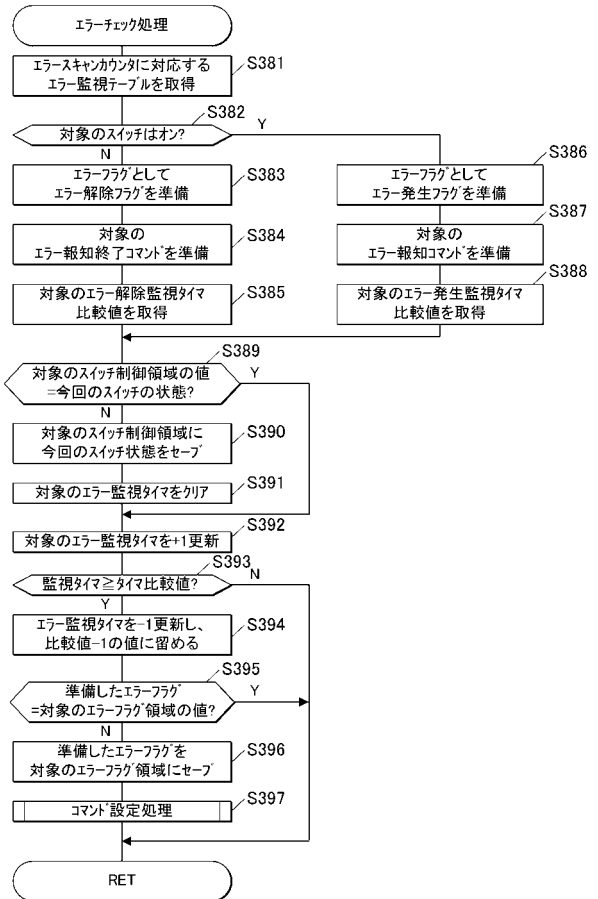 エラーチェック処理
エラースキャンカウンタに対応する
エラー監視テーブルを取得
S381
S382
対象のスイッチはオン?
Y
N
エラーフラグとして
エラー解除フラグを準備
S383
対象の
エラー報知終了コマンドを準備
S384
対象のエラー解除監視タイマ
比較値を取得
S385
エラーフラグとして
エラー発生フラグを準備
S386
対象の
エラー報知コマンドを準備
S387
対象のエラー発生監視タイマ
比較値を取得
S388
S389
対象のスイッチ制御領域の値
=今回のスイッチの状態?
Y
N
対象のスイッチ制御領域に
今回のスイッチ状態をセーブ
S390
対象のエラー監視タイマをクリア
S391
対象のエラー監視タイマを+1更新
S392
S393
監視タイマ≧タイマ比較値?
N
Y
エラー監視タイマを-1更新し、
比較値-1の値に留める
S394
S395
準備したエラーフラグ
=対象のエラーフラグ領域の値?
Y
N
準備したエラーフラグを
対象のエラーフラグ領域にセーブ
S396
コマンド設定処理
S397
RET